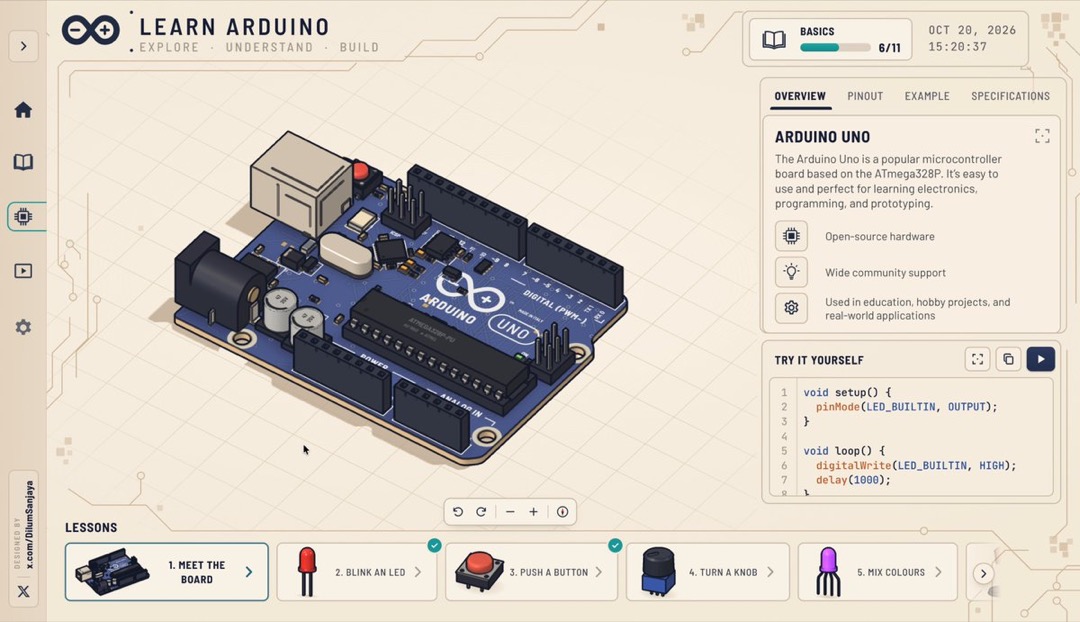 LEARN ARDUINO
EXPLORE · UNDERSTAND · BUILD
BASICS
6/11
OCT 20, 2026
15:20:37
OVERVIEW PINOUT EXAMPLE SPECIFICATIONS
ARDUINO UNO
The Arduino Uno is a popular microcontroller
board based on the ATmega328P. It's easy to
use and perfect for learning electronics,
programming, and prototyping.
Open-source hardware
Wide community support
Used in education, hobby projects, and
real-world applications
DIGITAL (PWM~)
ARDUINO
UNO
ATMEGA328P-PU
POWER
ANALOG IN
TRY IT YOURSELF
1 void setup() {
2 pinMode(LED_BUILTIN, OUTPUT);
3 }
4
5 void loop() {
6 digitalWrite(LED_BUILTIN, HIGH);
7 delay(1000);
8 }
DESIGNED BY
x.com/DilumSanjaya
LESSONS
1. MEET THE
BOARD
2. BLINK AN LED
3. PUSH A BUTTON
4. TURN A KNOB
5. MIX COLOURS